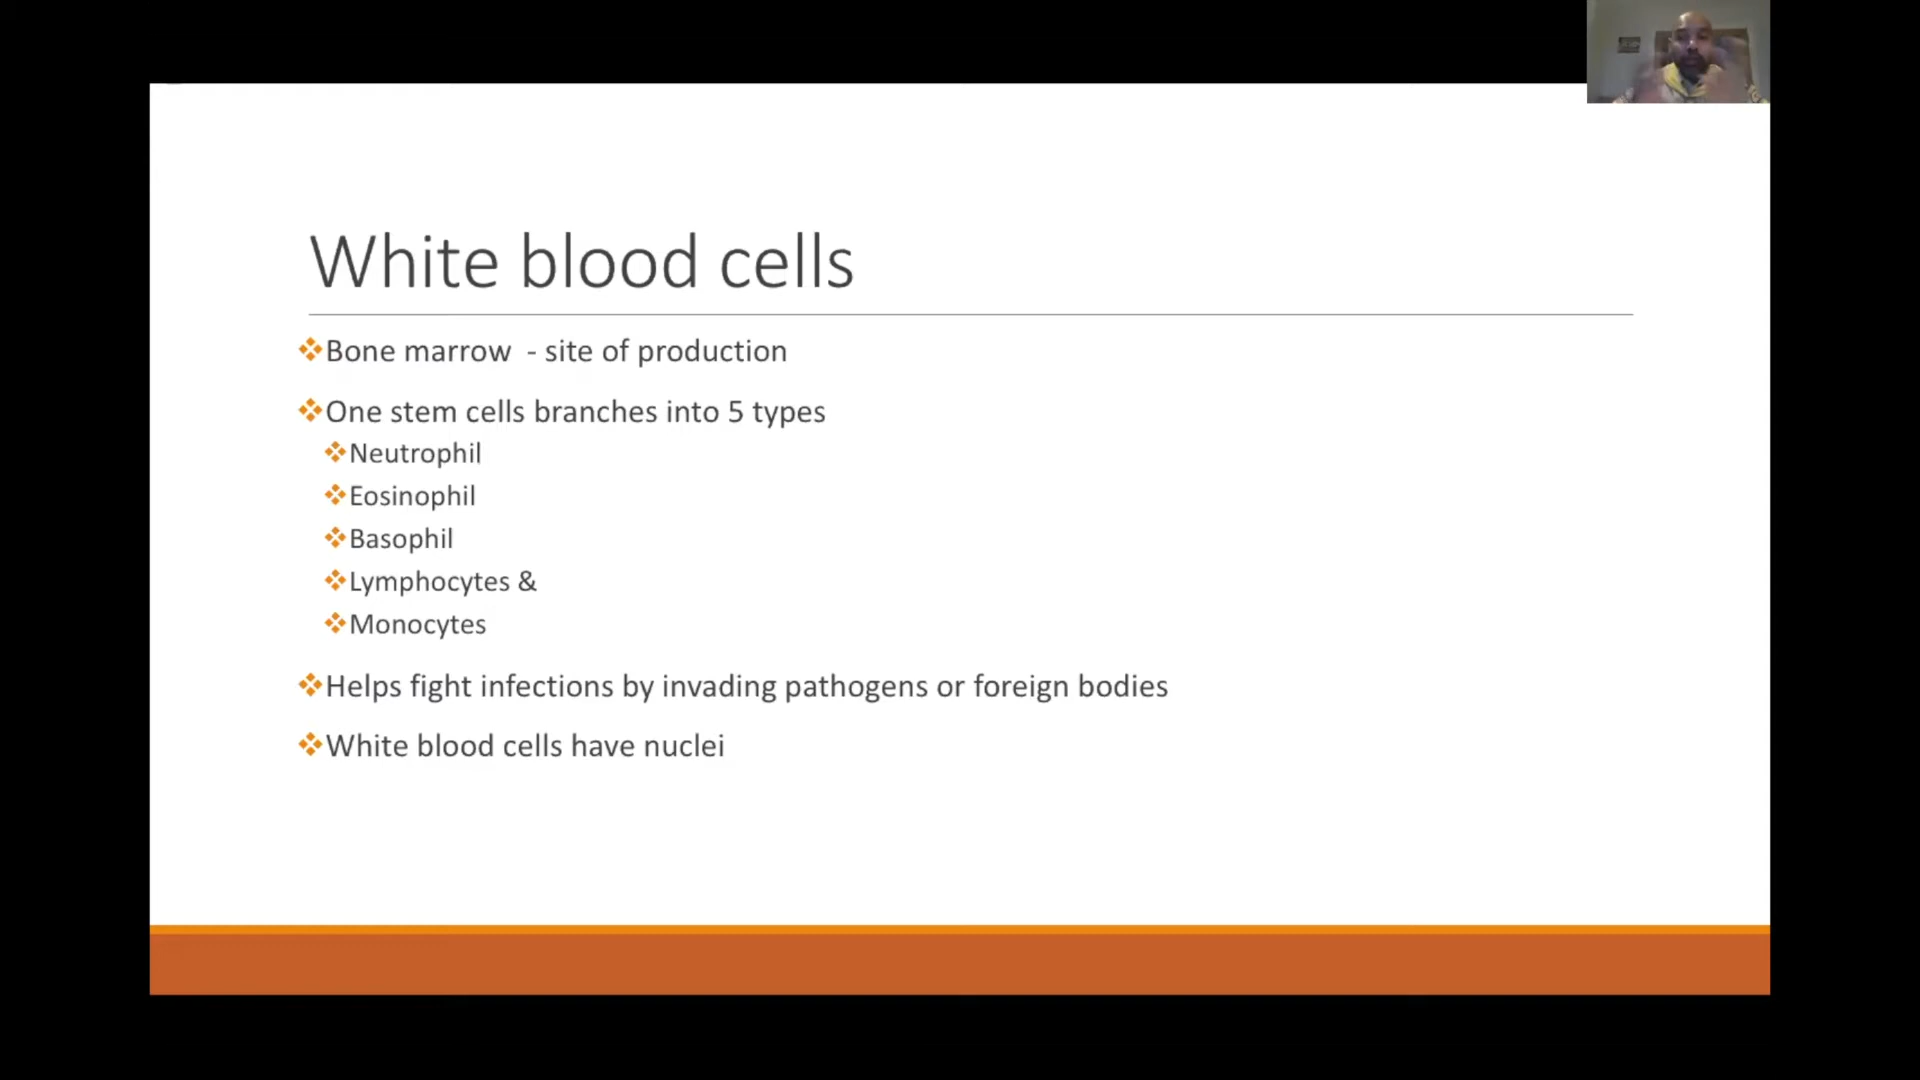 White blood cells
Bone marrow - site of production
One stem cells branches into 5 types
Neutrophil
Eosinophil
Basophil
Lymphocytes &
Monocytes
Helps fight infections by invading pathogens or foreign bodies
White blood cells have nuclei